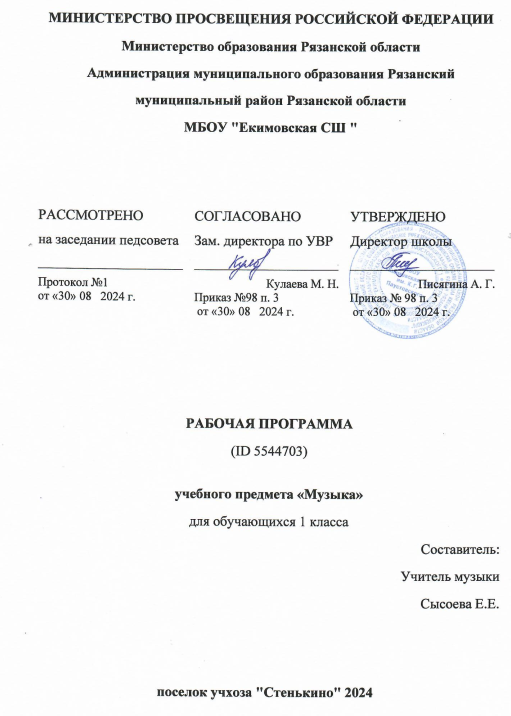 МИНИСТЕРСТВО ПРОСВЕЩЕНИЯ РОССИЙСКОЙ ФЕДЕРАЦИИ
Министерство образования Рязанской области
Администрация муниципального образования Рязанский
муниципальный район Рязанской области
МБОУ "Екимовская СШ "
РАССМОТРЕНО
на заседании педсовета
Протокол №1
от «30» 08 2024 г.
СОГЛАСОВАНО
Зам. директора по УВР
Кулаева М. Н.
Приказ №98 п. 3
от «30» 08 2024 г.
УТВЕРЖДЕНО
Директор школы
Писягина А. Г.
Приказ № 98 п. 3
от «30» 08 2024 г.
РАБОЧАЯ ПРОГРАММА
(ID 5544703)
учебного предмета «Музыка»
для обучающихся 1 класса
Составитель:
Учитель музыки
Сысоева Е.Е.
поселок учхоза "Стенькино" 2024